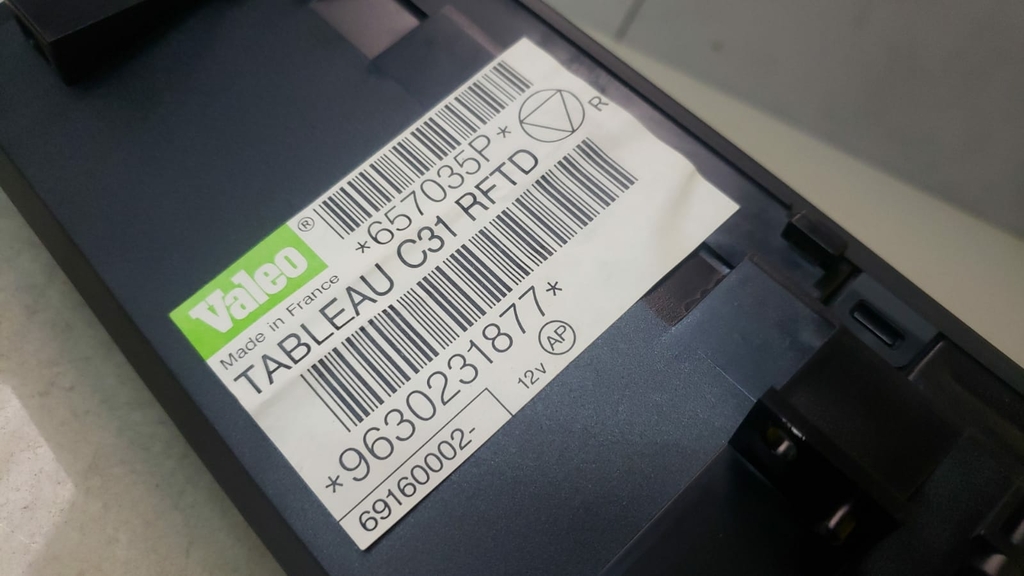 Valeo ®
Made in France
*657035P*
R
TABLEAU C31 RFTD
*9630231877*
12v AP
69160002-